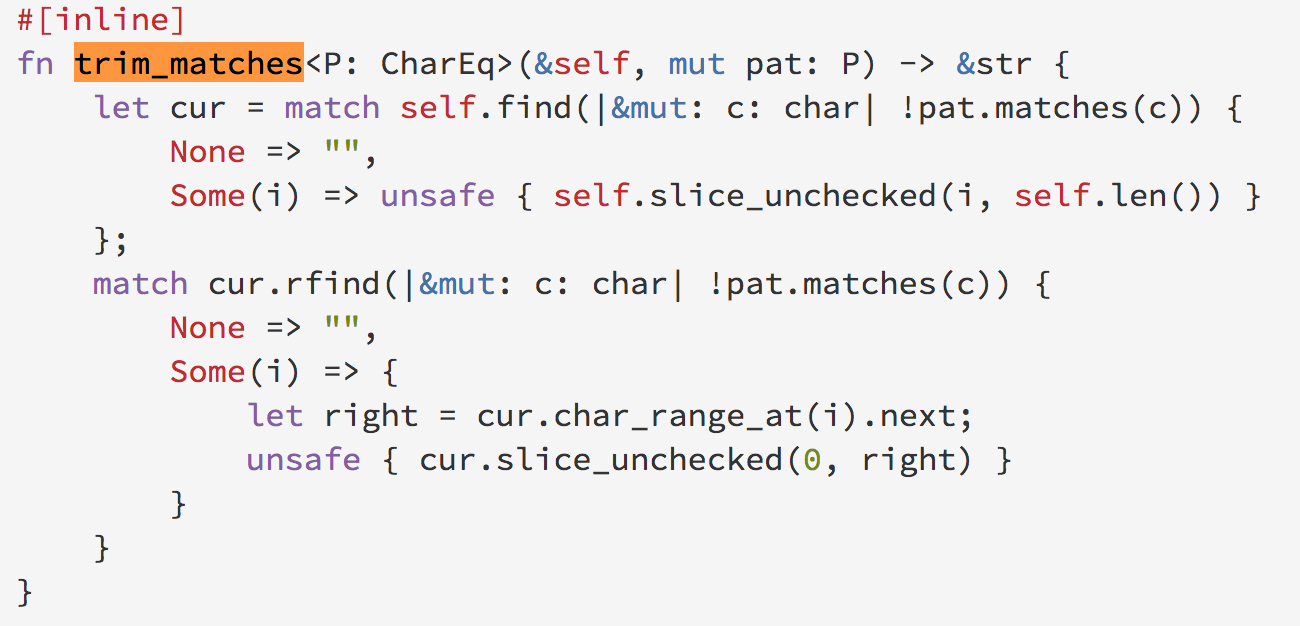 #[inline]
fn trim_matches<P: CharEq>(&self, mut pat: P) -> &str {
    let cur = match self.find(|&mut: c: char| !pat.matches(c)) {
        None => "",
        Some(i) => unsafe { self.slice_unchecked(i, self.len()) }
    };
    match cur.rfind(|&mut: c: char| !pat.matches(c)) {
        None => "",
        Some(i) => {
            let right = cur.char_range_at(i).next;
            unsafe { cur.slice_unchecked(0, right) }
        }
    }
}